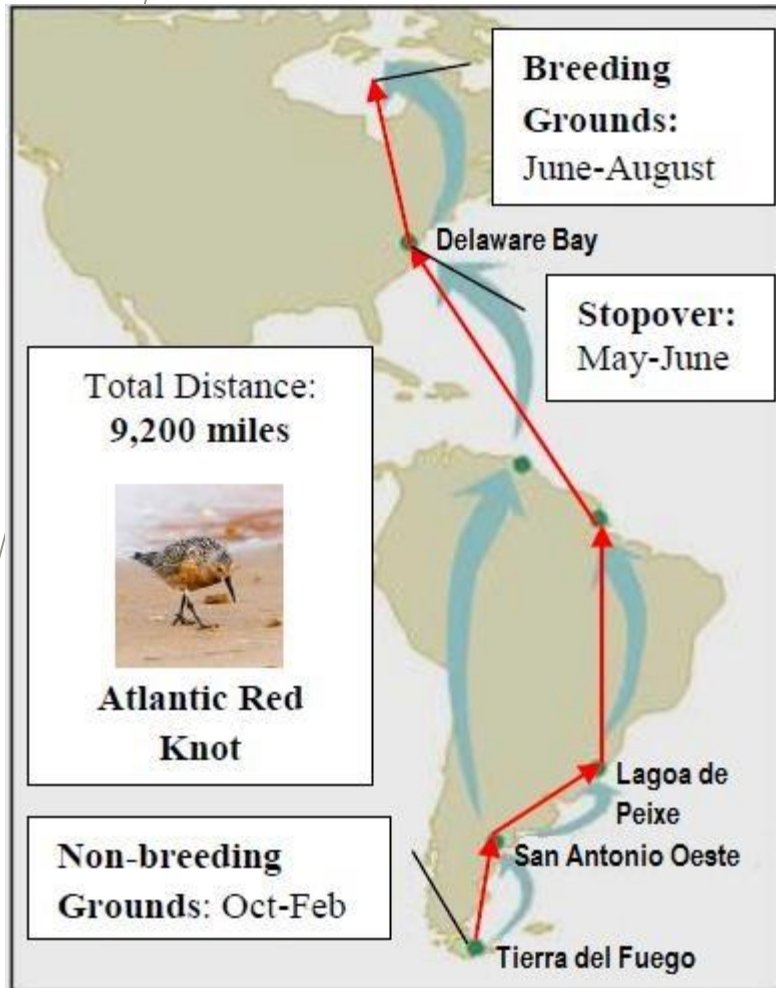 Breeding
Grounds:
June-August
Delaware Bay
Stopover:
May-June
Total Distance:
9,200 miles
Atlantic Red
Knot
Lagoa de
Peixe
San Antonio Oeste
Non-breeding
Grounds: Oct-Feb
Tierra del Fuego